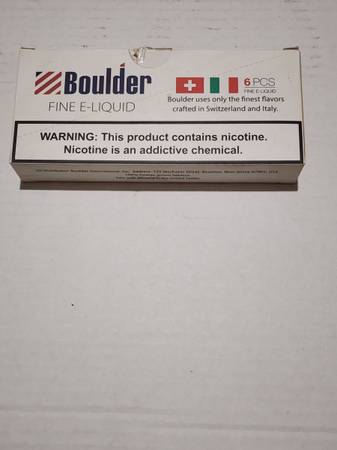 Boulder
FINE E-LIQUID
6 PCS
FINE E-LIQUID
Boulder uses only the finest flavors
crafted in Switzerland and Italy.
WARNING: This product contains nicotine.
Nicotine is an addictive chemical.